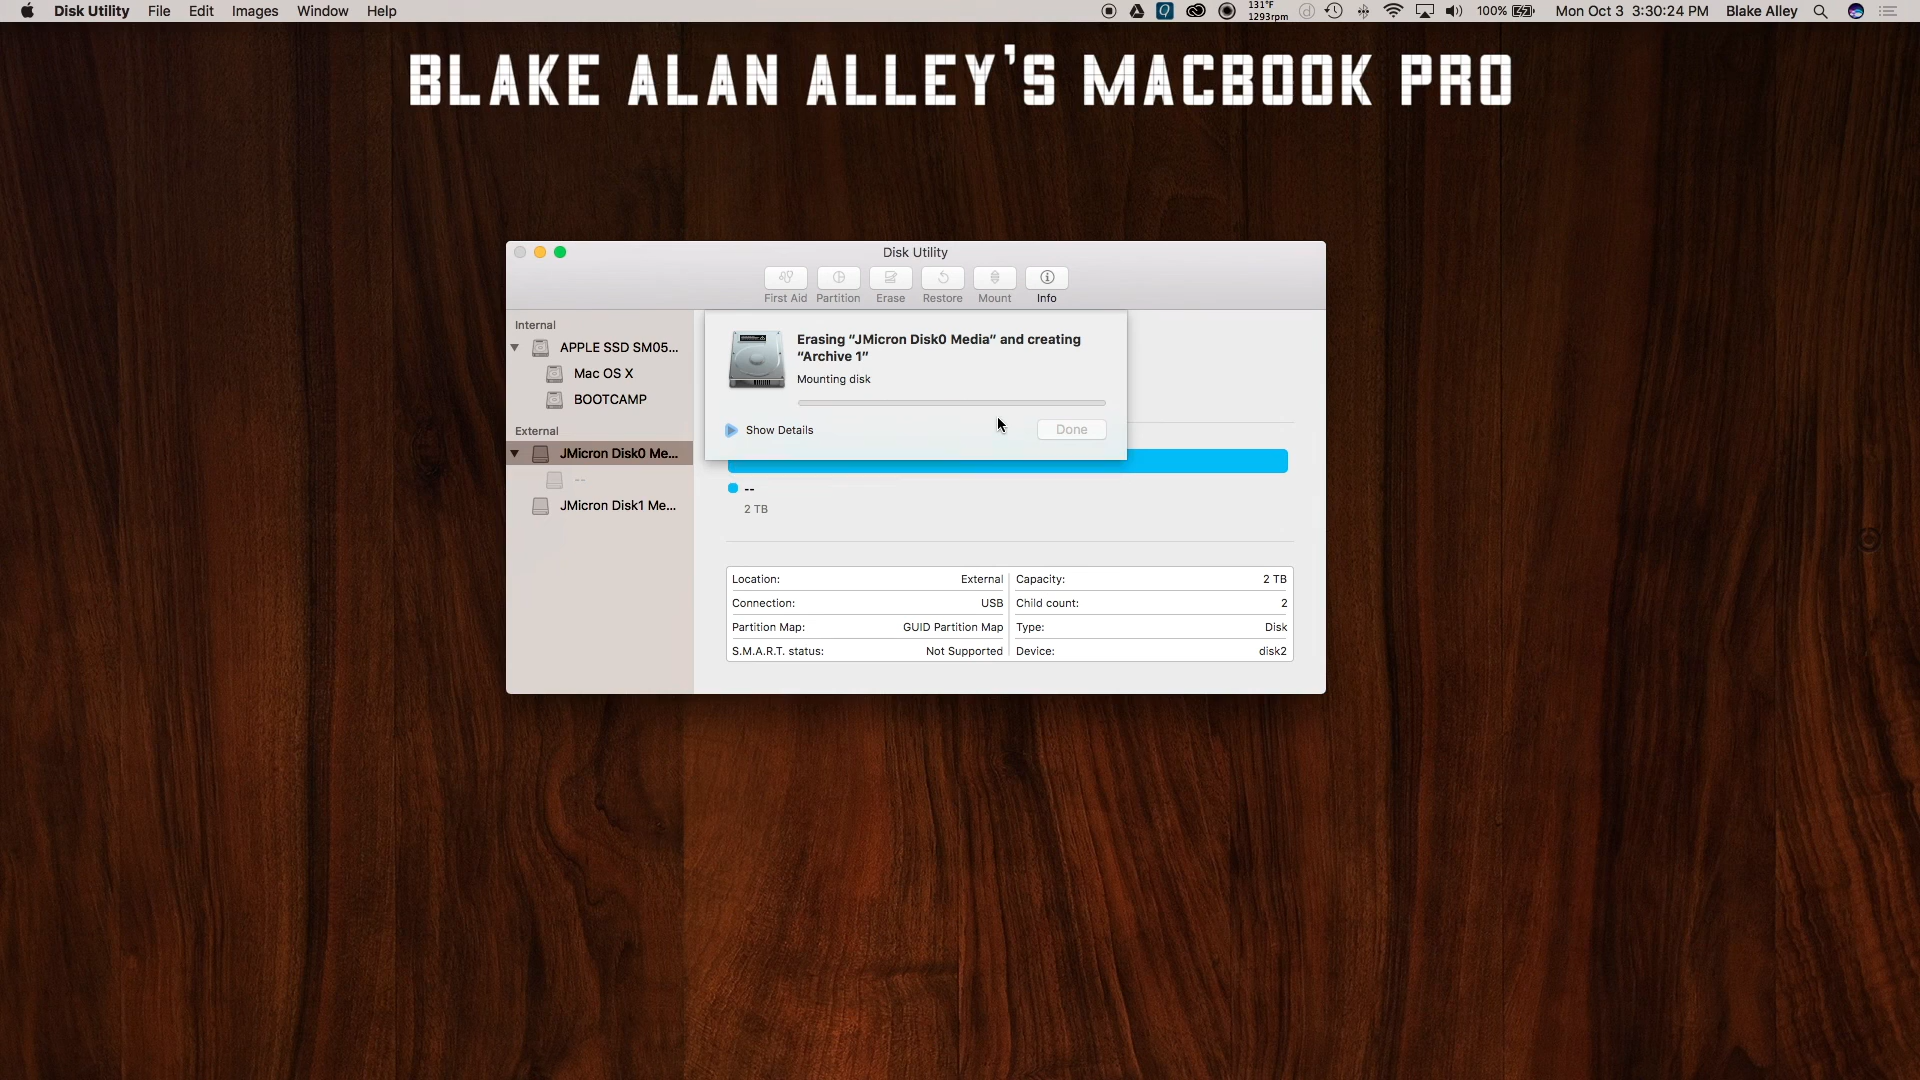 Disk Utility File Edit Images Window Help 131°F 1293rpm 100% Mon Oct 3 3:30:24 PM Blake Alley
BLAKE ALAN ALLEY'S MACBOOK PRO
Disk Utility
First Aid Partition Erase Restore Mount Info
Internal
APPLE SSD SM05...
Mac OS X
BOOTCAMP
External
JMicron Disk0 Me...
--
JMicron Disk1 Me...
Erasing "JMicron Disk0 Media" and creating
"Archive 1"
Mounting disk
Show Details Done
--
2 TB
Location: External Capacity: 2 TB
Connection: USB Child count: 2
Partition Map: GUID Partition Map Type: Disk
S.M.A.R.T. status: Not Supported Device: disk2